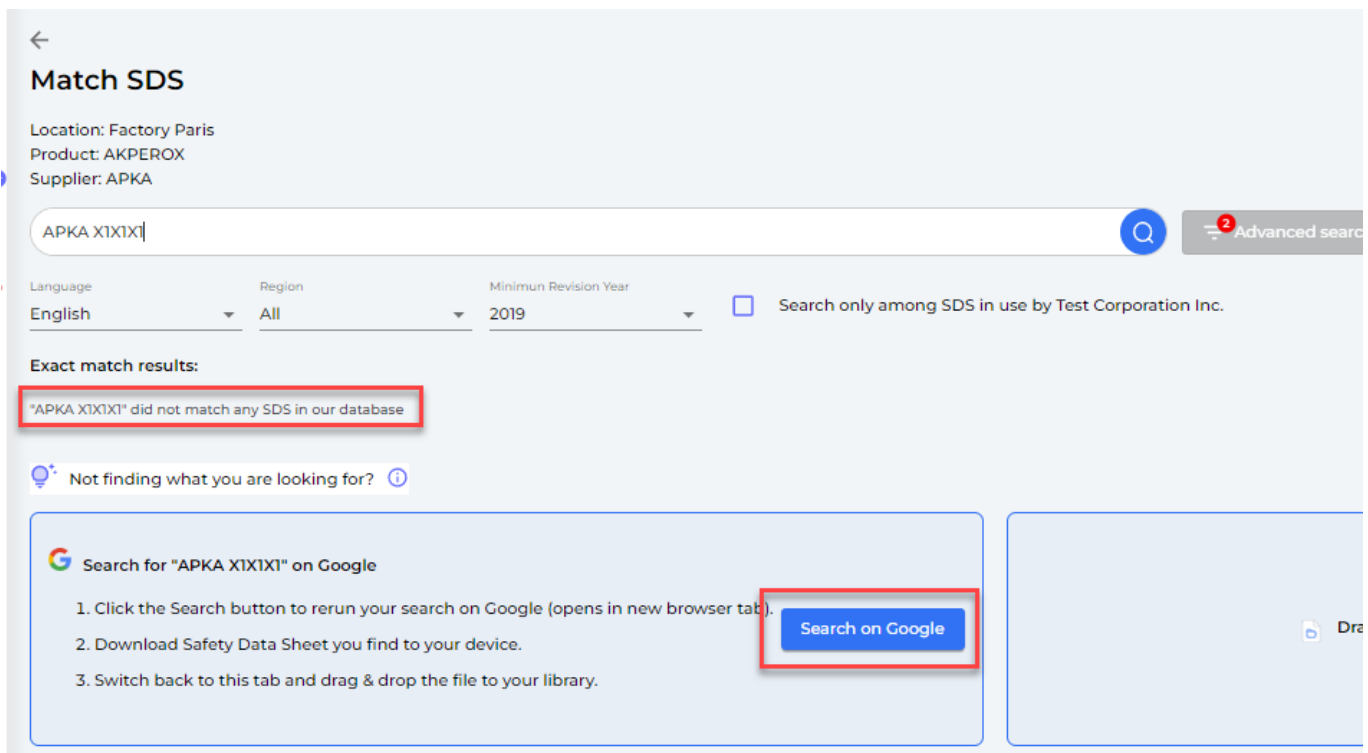 Match SDS
Location: Factory Paris
Product: AKPEROX
Supplier: APKA
APKA X1X1X1
2
Advanced searc
Language Region Minimun Revision Year
English All 2019 Search only among SDS in use by Test Corporation Inc.
Exact match results:
"APKA X1X1X1" did not match any SDS in our database
Not finding what you are looking for?
Search for "APKA X1X1X1" on Google
1. Click the Search button to rerun your search on Google (opens in new browser tab).
2. Download Safety Data Sheet you find to your device.
3. Switch back to this tab and drag & drop the file to your library.
Search on Google
Dra